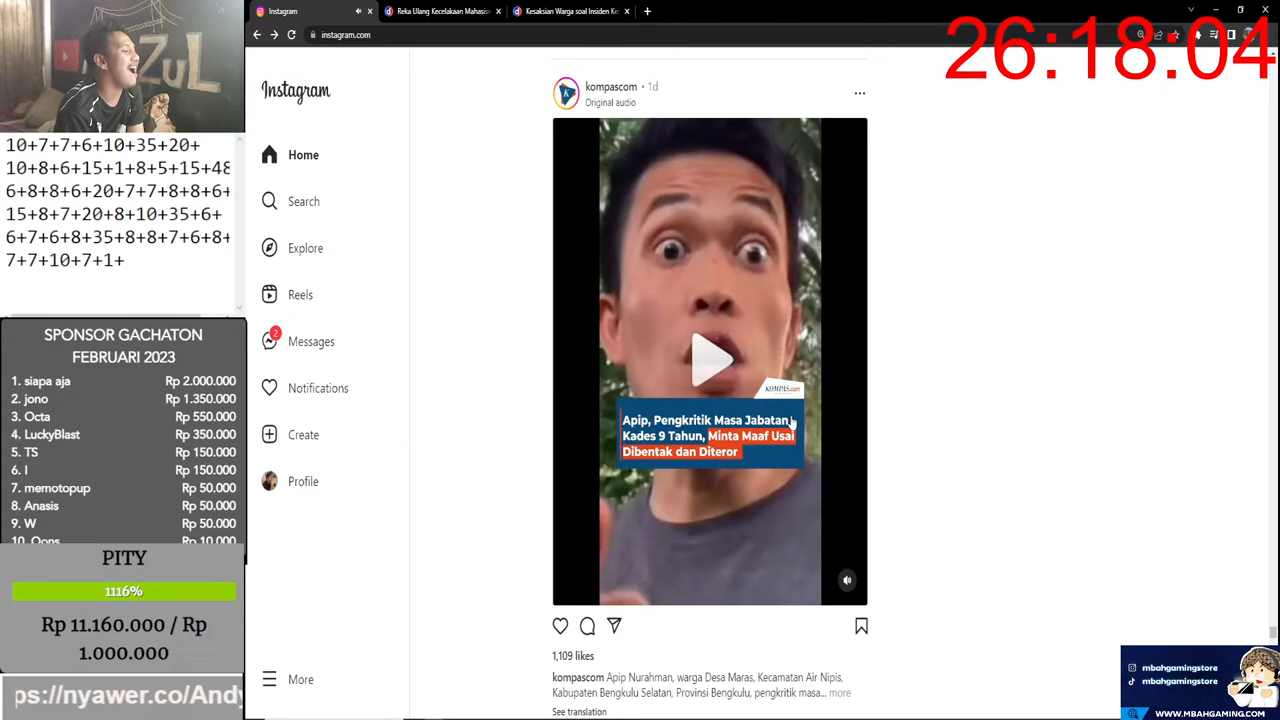 Instagram
Reka Ulang Kecelakaan Mahasis
Kesaksian Warga soal Insiden Ke
instagram.com
26:18:04
10+7+7+6+10+35+20+
10+8+6+15+1+8+5+15+48
6+8+8+6+20+7+7+8+8+6+
15+8+7+20+8+10+35+6+
6+7+6+8+35+8+8+7+6+8+
7+7+10+7+1+
SPONSOR GACHATON
FEBRUARI 2023
1. siapa aja Rp 2.000.000
2. jono Rp 1.350.000
3. Octa Rp 550.000
4. LuckyBlast Rp 350.000
5. TS Rp 150.000
6. I Rp 150.000
7. memotopup Rp 50.000
8. Anasis Rp 50.000
9. W Rp 50.000
10. Oons Rp 10.000
PITY
1116%
Rp 11.160.000 / Rp
1.000.000
ps://nyawer.co/Andy
Instagram
Home
Search
Explore
Reels
2
Messages
Notifications
Create
Profile
More
kompascom • 1d
Original audio
KOMPAS.com
Apip, Pengkritik Masa Jabatan
Kades 9 Tahun, Minta Maaf Usai
Dibentak dan Diteror
1,109 likes
kompascom Apip Nurahman, warga Desa Maras, Kecamatan Air Nipis,
Kabupaten Bengkulu Selatan, Provinsi Bengkulu, pengkritik masa... more
See translation
mbahgamingstore
mbahgamingstore
WWW.MBAHGAMING.COM